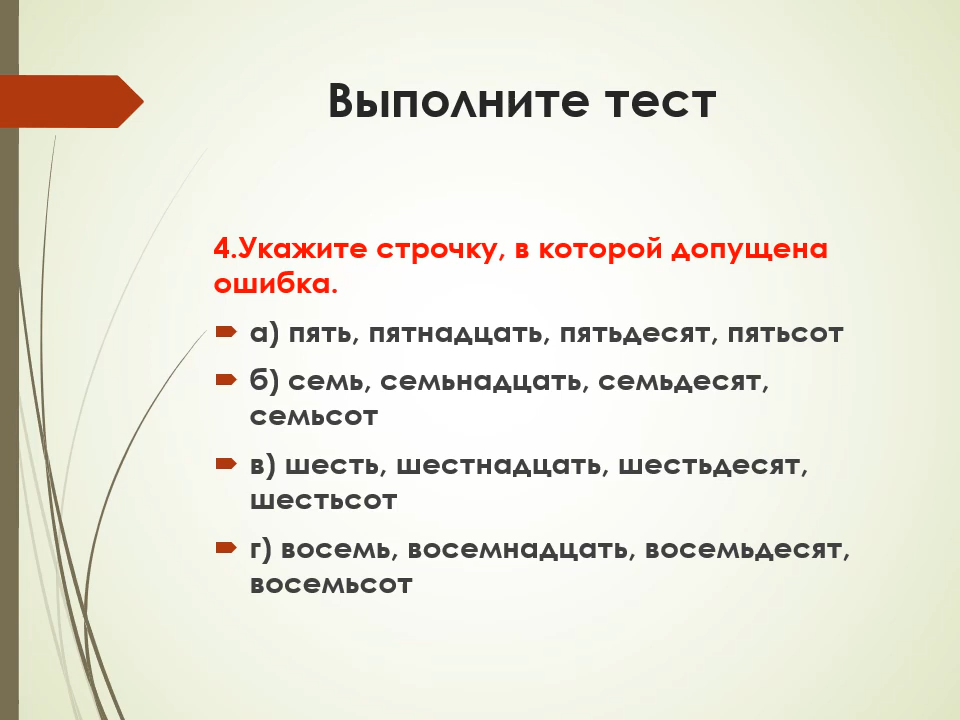 Выполните тест
4.Укажите строчку, в которой допущена
ошибка.
а) пять, пятнадцать, пятьдесят, пятьсот
б) семь, семьнадцать, семьдесят,
семьсот
в) шесть, шестнадцать, шестьдесят,
шестьсот
г) восемь, восемнадцать, восемьдесят,
восемьсот